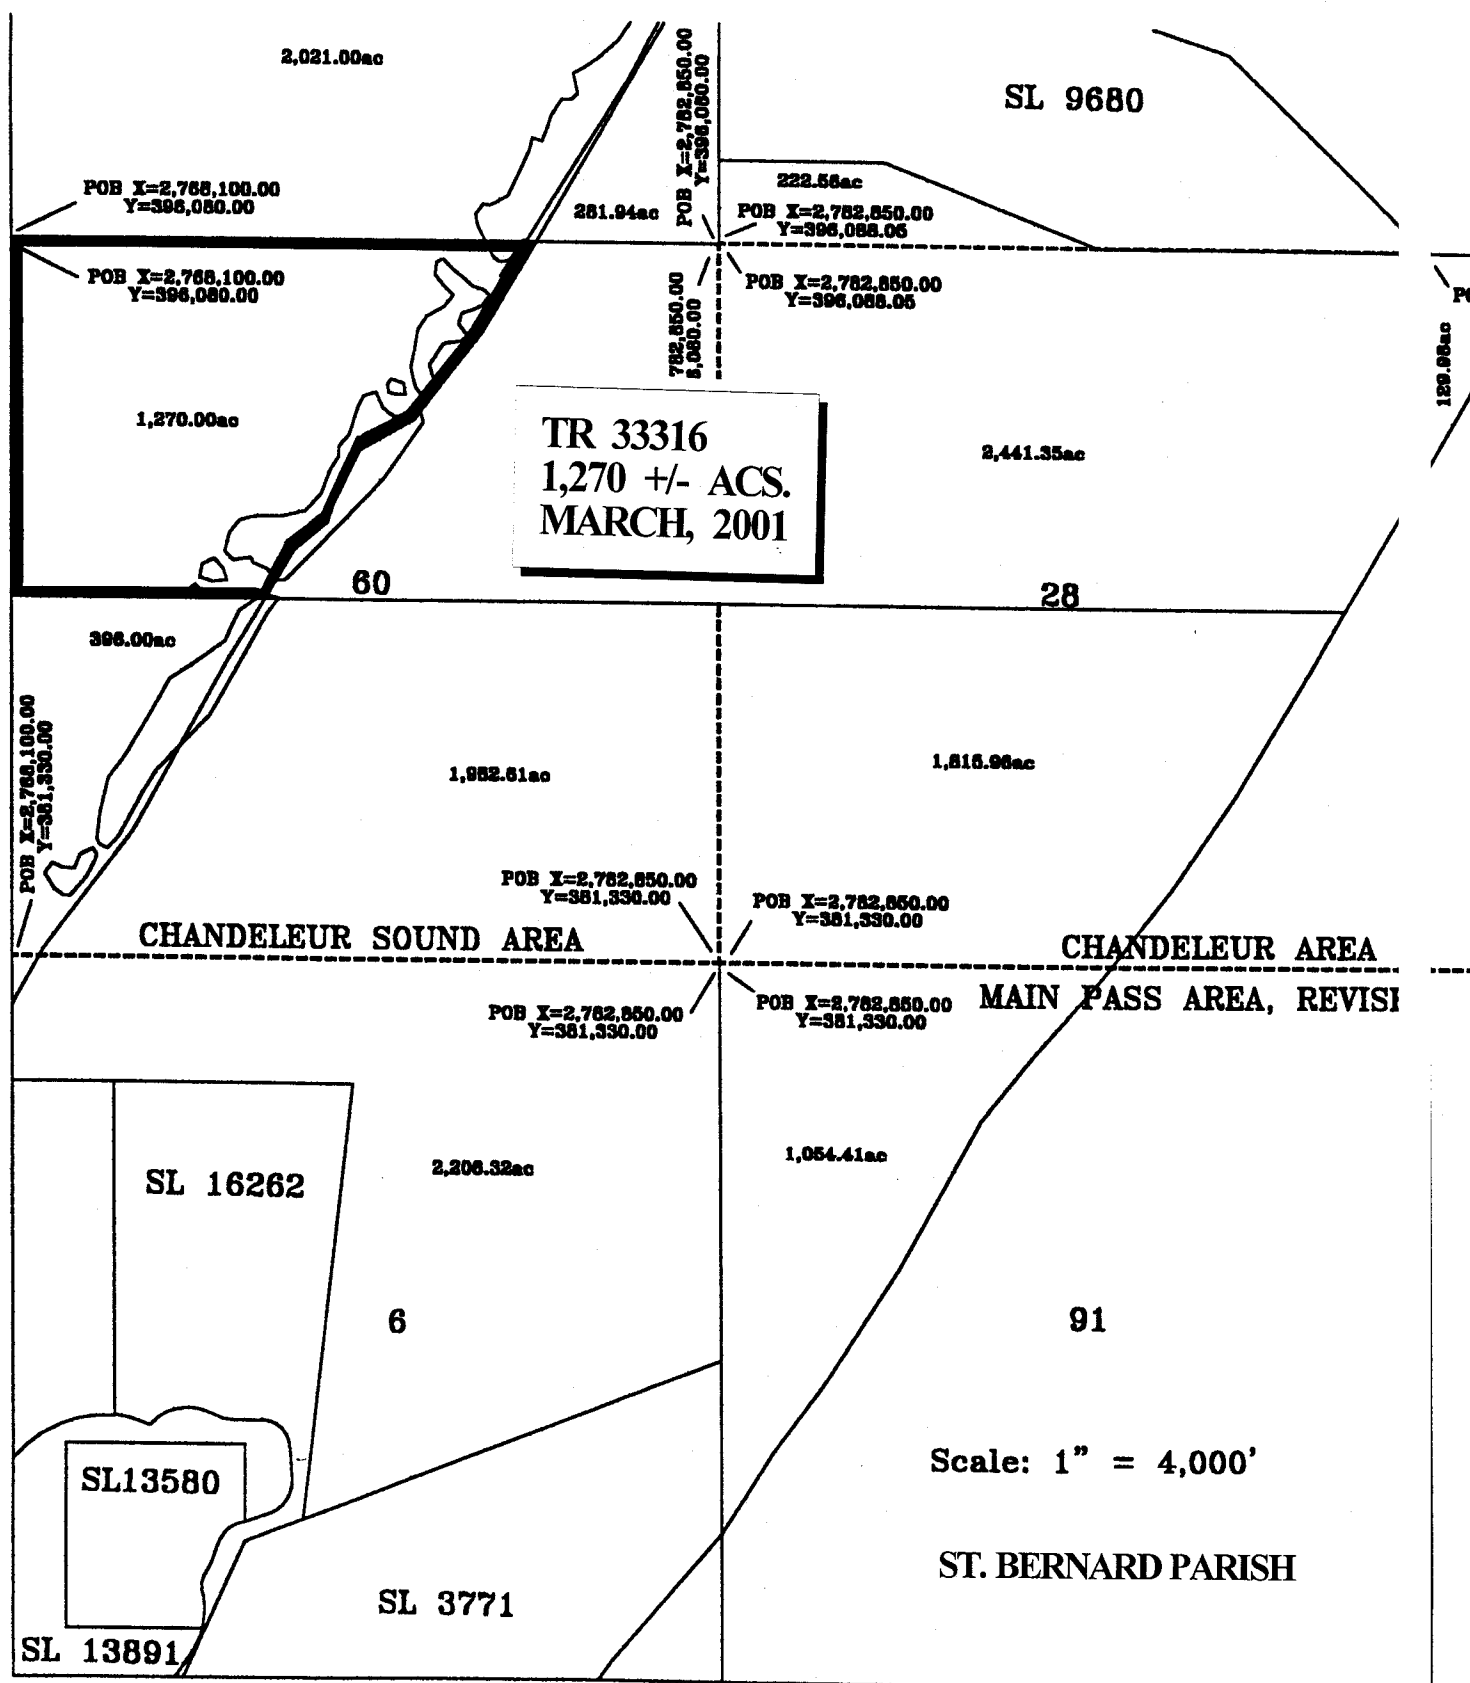 2,021.00ac
SL 9680
POB X=2,782,850.00
Y=396,080.00
POB X=2,768,100.00
Y=396,080.00
222.56ac
281.94ac
POB X=2,782,850.00
Y=396,088.05
POB X=2,768,100.00
Y=396,080.00
POB X=2,782,850.00
Y=396,088.05
782,850.00
6,080.00
129.98ac
1,270.00ac
TR 33316
1,270 +/- ACS.
MARCH, 2001
2,441.35ac
60
28
396.00ac
POB X=2,768,100.00
Y=381,330.00
1,952.61ac
1,815.96ac
POB X=2,782,850.00
Y=381,330.00
POB X=2,782,850.00
Y=381,330.00
CHANDELEUR SOUND AREA
CHANDELEUR AREA
POB X=2,782,850.00
Y=381,330.00
POB X=2,782,850.00
Y=381,330.00
MAIN PASS AREA, REVISE
2,206.32ac
1,054.41ac
SL 16262
6
91
Scale: 1” = 4,000’
SL13580
ST. BERNARD PARISH
SL 3771
SL 13891